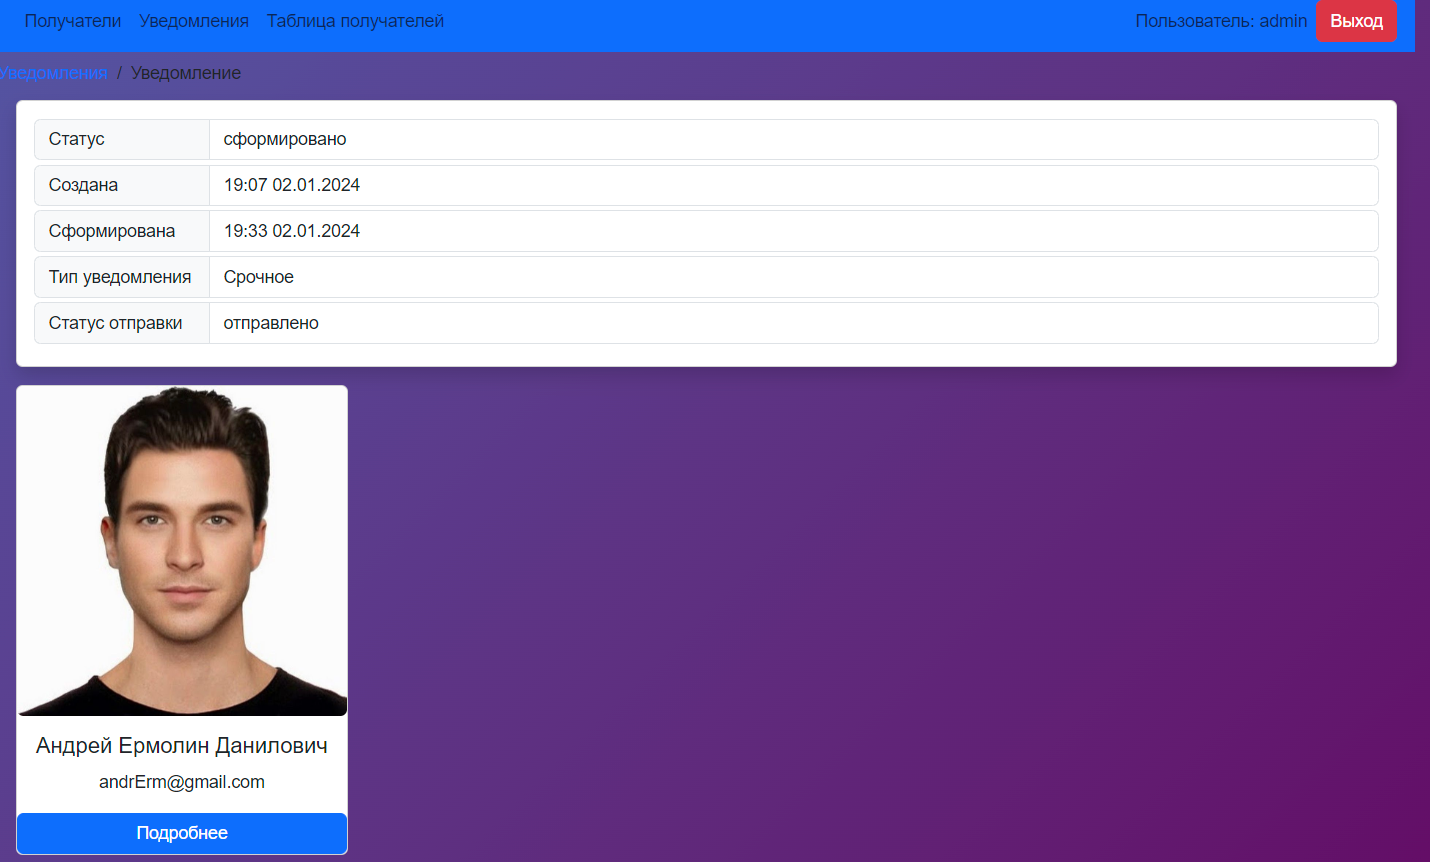 Получатели Уведомления Таблица получателей Пользователь: admin Выход
Уведомления / Уведомление
Статус сформировано
Создана 19:07 02.01.2024
Сформирована 19:33 02.01.2024
Тип уведомления Срочное
Статус отправки отправлено
Андрей Ермолин Данилович
andrErm@gmail.com
Подробнее